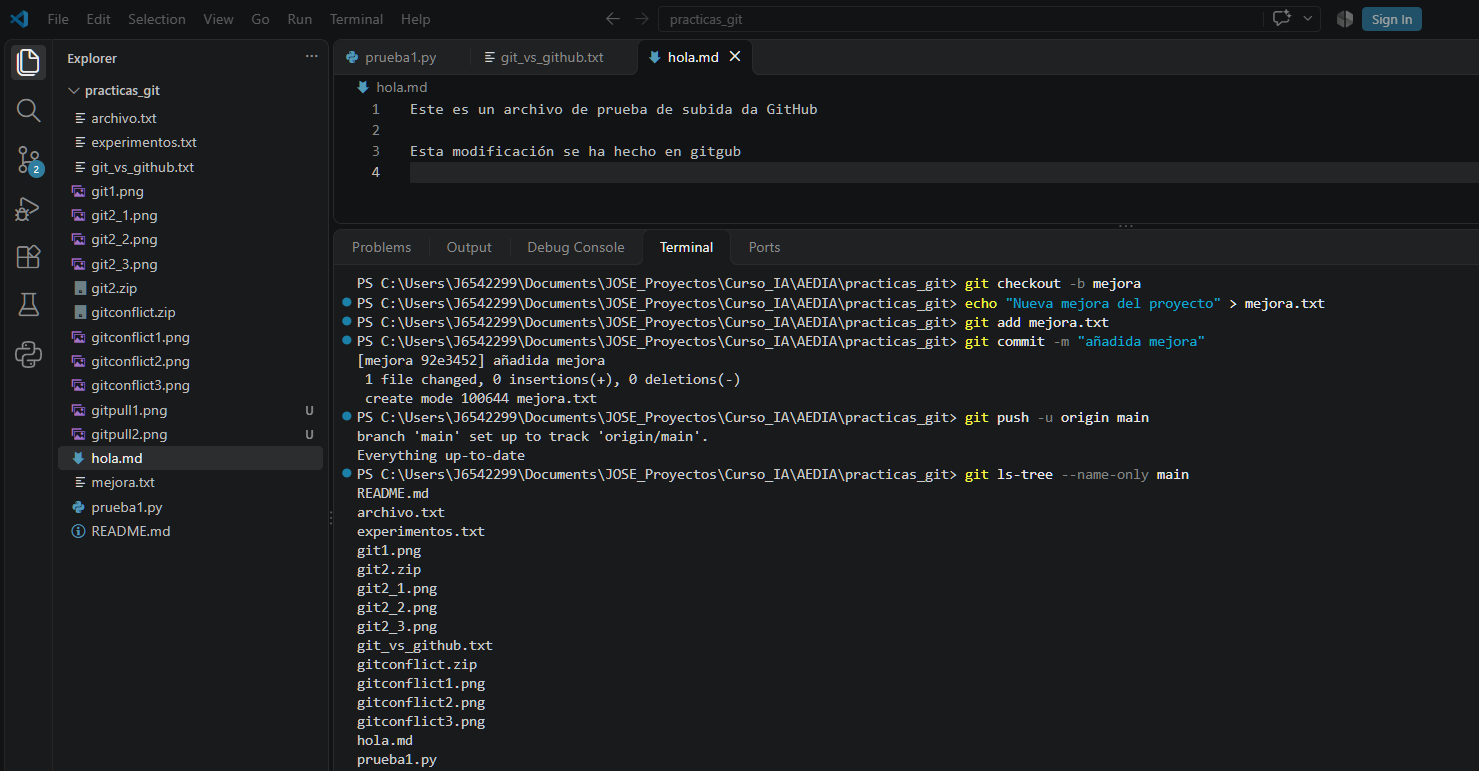 File Edit Selection View Go Run Terminal Help
practicas_git
Sign In
Explorer
practicas_git
archivo.txt
experimentos.txt
git_vs_github.txt
git1.png
git2_1.png
git2_2.png
git2_3.png
git2.zip
gitconflict.zip
gitconflict1.png
gitconflict2.png
gitconflict3.png
gitpull1.png U
gitpull2.png U
hola.md
mejora.txt
prueba1.py
README.md
2
prueba1.py git_vs_github.txt hola.md
hola.md
1 Este es un archivo de prueba de subida da GitHub
2
3 Esta modificación se ha hecho en gitgub
4
Problems Output Debug Console Terminal Ports
PS C:\Users\J6542299\Documents\JOSE_Proyectos\Curso_IA\AEDIA\practicas_git> git checkout -b mejora
PS C:\Users\J6542299\Documents\JOSE_Proyectos\Curso_IA\AEDIA\practicas_git> echo "Nueva mejora del proyecto" > mejora.txt
PS C:\Users\J6542299\Documents\JOSE_Proyectos\Curso_IA\AEDIA\practicas_git> git add mejora.txt
PS C:\Users\J6542299\Documents\JOSE_Proyectos\Curso_IA\AEDIA\practicas_git> git commit -m "añadida mejora"
[mejora 92e3452] añadida mejora
1 file changed, 0 insertions(+), 0 deletions(-)
create mode 100644 mejora.txt
PS C:\Users\J6542299\Documents\JOSE_Proyectos\Curso_IA\AEDIA\practicas_git> git push -u origin main
branch 'main' set up to track 'origin/main'.
Everything up-to-date
PS C:\Users\J6542299\Documents\JOSE_Proyectos\Curso_IA\AEDIA\practicas_git> git ls-tree --name-only main
README.md
archivo.txt
experimentos.txt
git1.png
git2.zip
git2_1.png
git2_2.png
git2_3.png
git_vs_github.txt
gitconflict.zip
gitconflict1.png
gitconflict2.png
gitconflict3.png
hola.md
prueba1.py